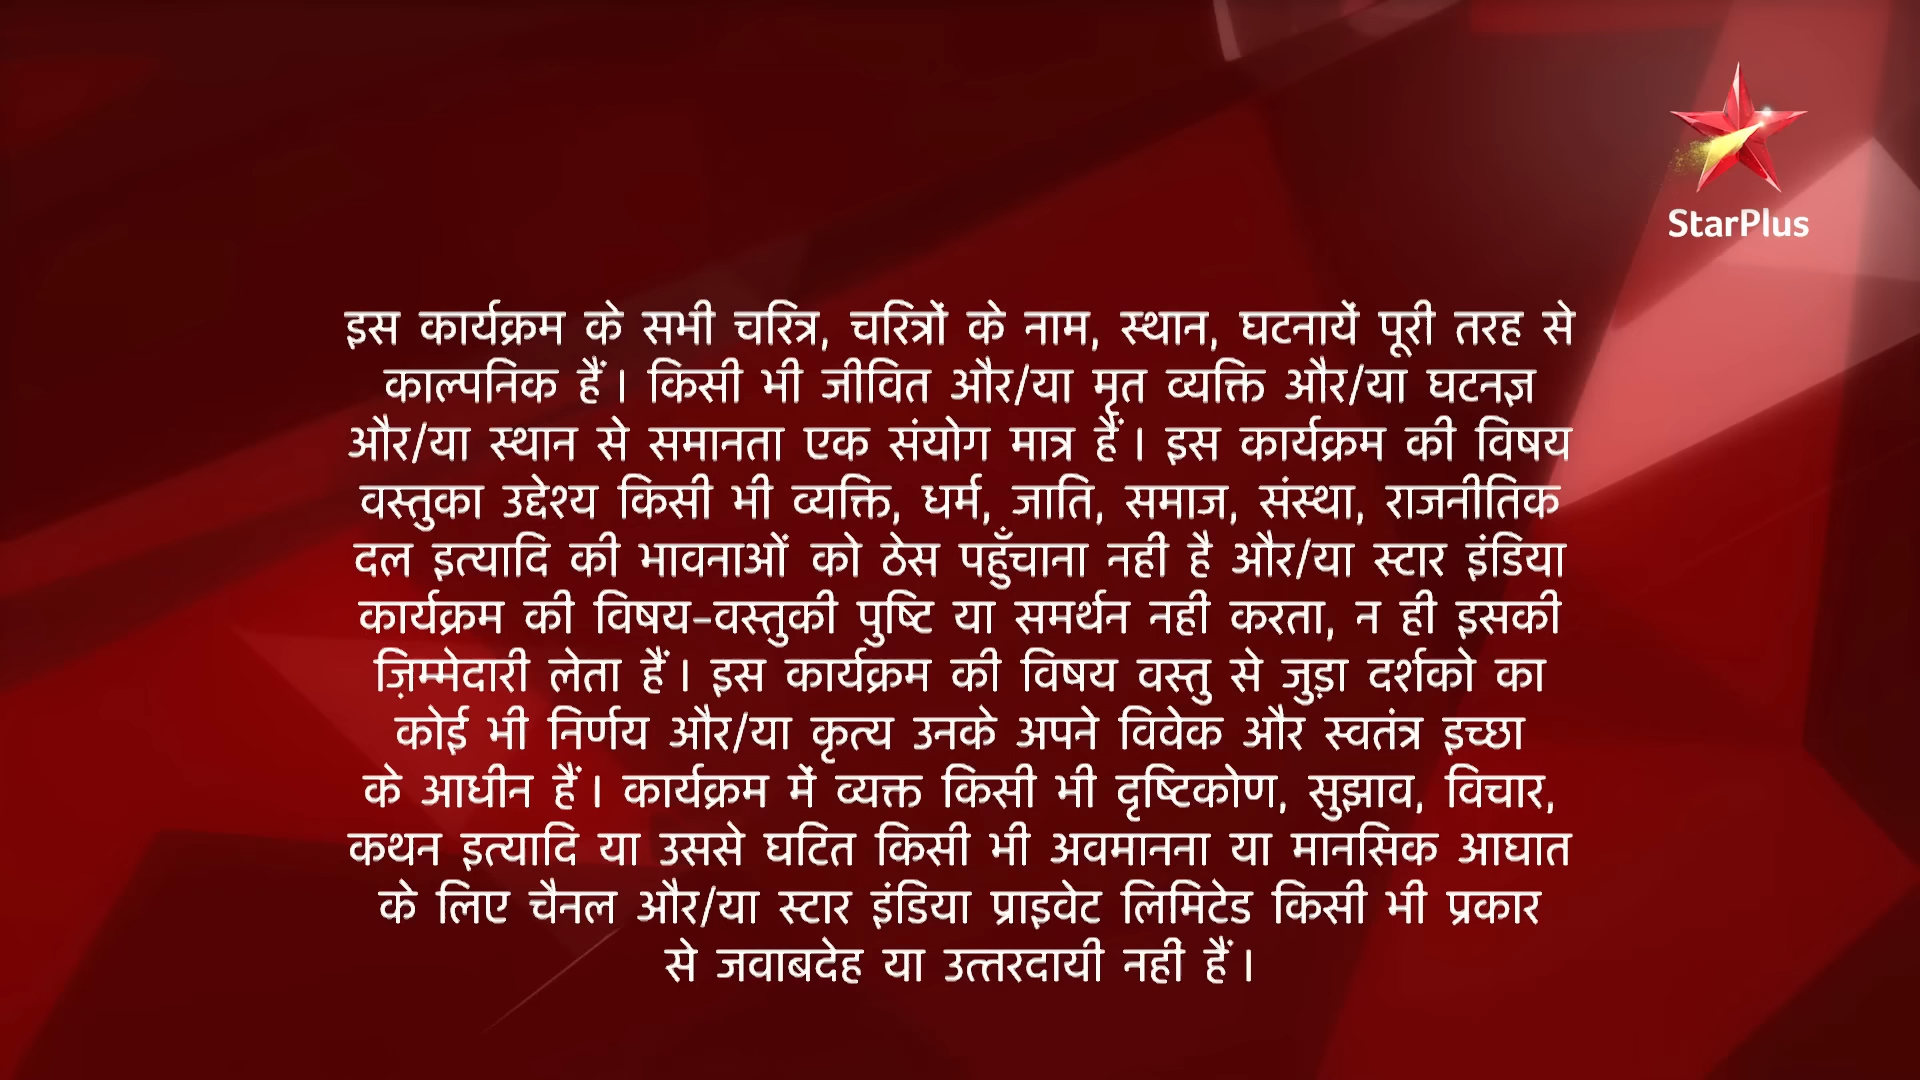 StarPlus
इस कार्यक्रम के सभी चरित्र, चरित्रों के नाम, स्थान, घटनायें पूरी तरह से
काल्पनिक हैं। किसी भी जीवित और/या मृत व्यक्ति और/या घटनज्ञ
और/या स्थान से समानता एक संयोग मात्र हैं। इस कार्यक्रम की विषय
वस्तुका उद्देश्य किसी भी व्यक्ति, धर्म, जाति, समाज, संस्था, राजनीतिक
दल इत्यादि की भावनाओं को ठेस पहुँचाना नही है और/या स्टार इंडिया
कार्यक्रम की विषय-वस्तुकी पुष्टि या समर्थन नही करता, न ही इसकी
ज़िम्मेदारी लेता हैं। इस कार्यक्रम की विषय वस्तु से जुड़ा दर्शको का
कोई भी निर्णय और/या कृत्य उनके अपने विवेक और स्वतंत्र इच्छा
के आधीन हैं। कार्यक्रम में व्यक्त किसी भी दृष्टिकोण, सुझाव, विचार,
कथन इत्यादि या उससे घटित किसी भी अवमानना या मानसिक आघात
के लिए चैनल और/या स्टार इंडिया प्राइवेट लिमिटेड किसी भी प्रकार
से जवाबदेह या उत्तरदायी नही हैं।